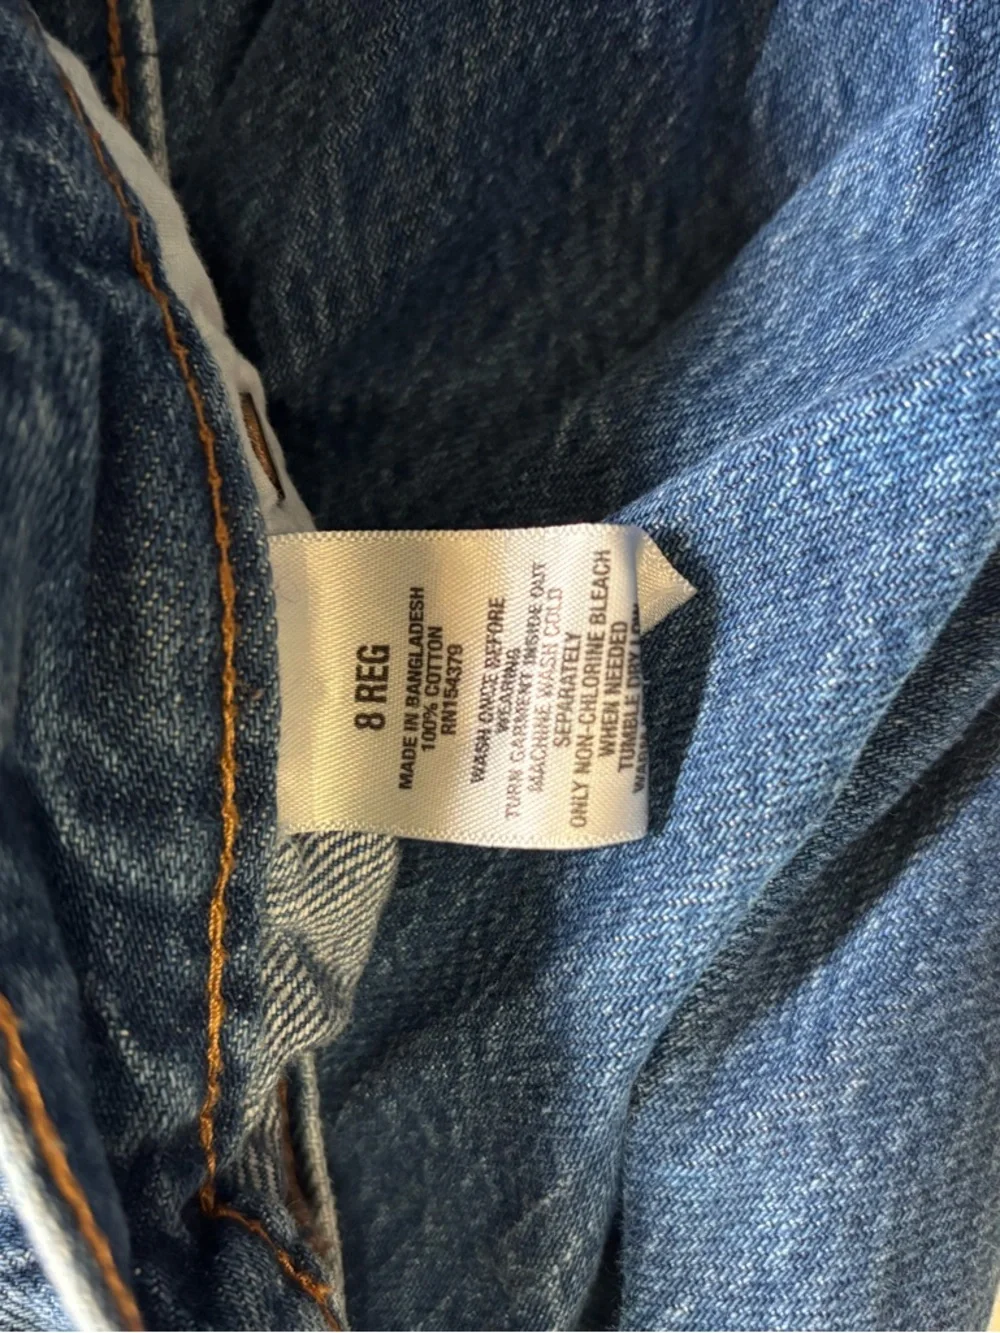 8 REG
MADE IN BANGLADESH
100% COTTON
RN154379
WASH ONCE BEFORE
WEARING
TURN GARMENT INSIDE OUT
MACHINE WASH COLD
SEPARATELY
ONLY NON-CHLORINE BLEACH
WHEN NEEDED
TUMBLE DRY LOW